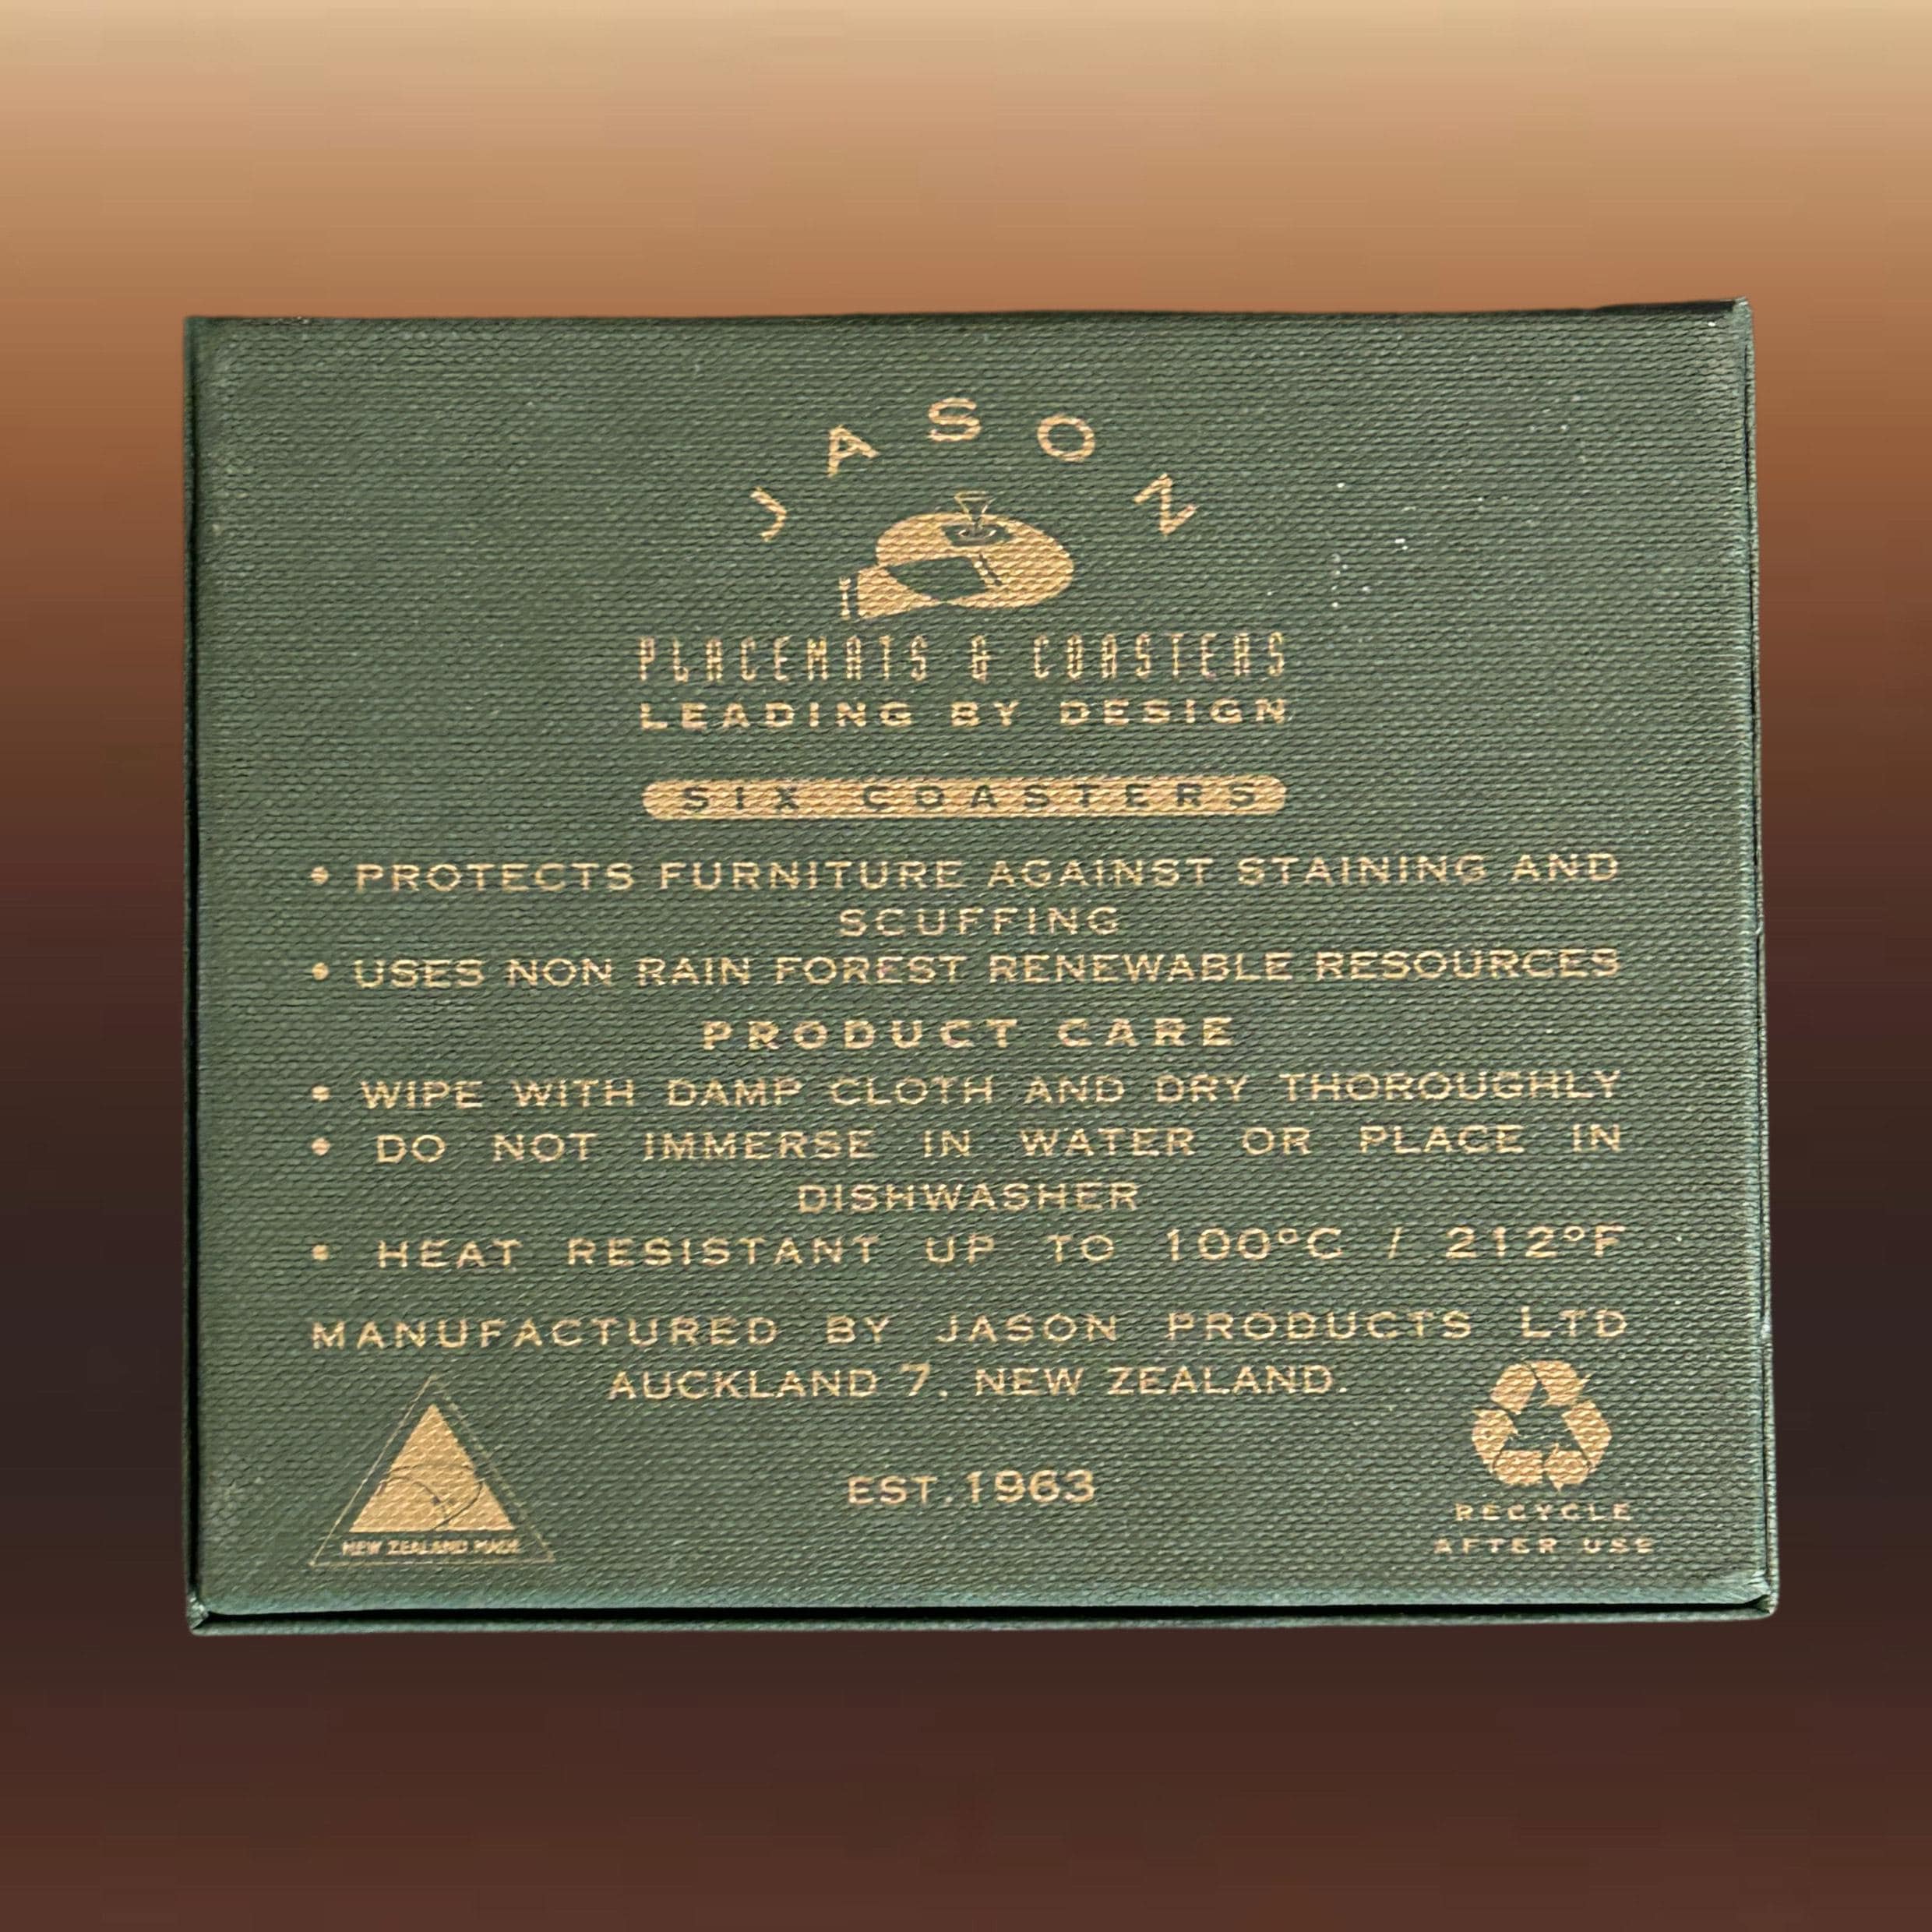 JASON
PLACEMATS & COASTERS
LEADING BY DESIGN
SIX COASTERS
• PROTECTS FURNITURE AGAINST STAINING AND
SCUFFING
• USES NON RAIN FOREST RENEWABLE RESOURCES
PRODUCT CARE
• WIPE WITH DAMP CLOTH AND DRY THOROUGHLY
• DO NOT IMMERSE IN WATER OR PLACE IN
DISHWASHER
• HEAT RESISTANT UP TO 100°C / 212°F
MANUFACTURED BY JASON PRODUCTS LTD
AUCKLAND 7, NEW ZEALAND.
EST.1963
NEW ZEALAND MADE
RECYCLE
AFTER USE